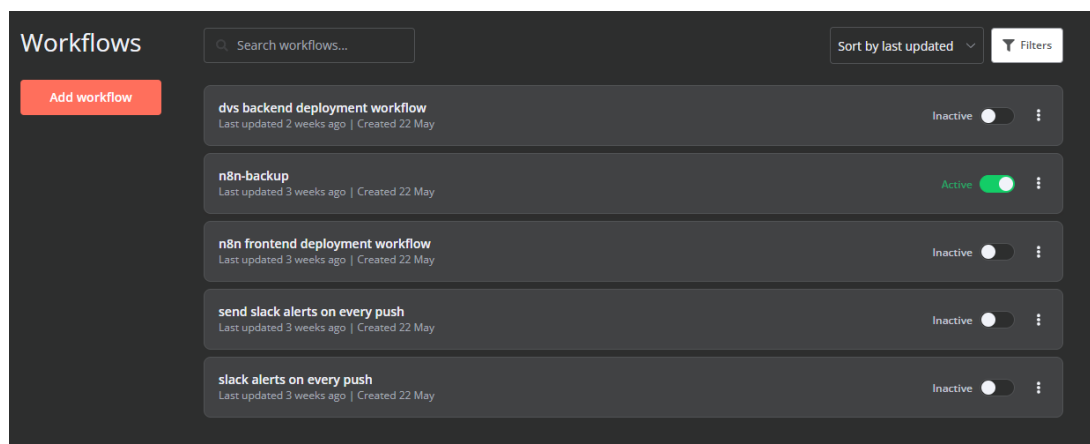 Workflows
Search workflows...
Sort by last updated
Filters
Add workflow
dvs backend deployment workflow
Last updated 2 weeks ago | Created 22 May
Inactive
n8n-backup
Last updated 3 weeks ago | Created 22 May
Active
n8n frontend deployment workflow
Last updated 3 weeks ago | Created 22 May
Inactive
send slack alerts on every push
Last updated 3 weeks ago | Created 22 May
Inactive
slack alerts on every push
Last updated 3 weeks ago | Created 22 May
Inactive